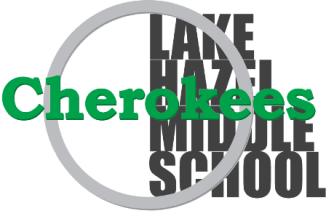 LAKE
HAZEL
Cherokees
MIDDLE
SCHOOL